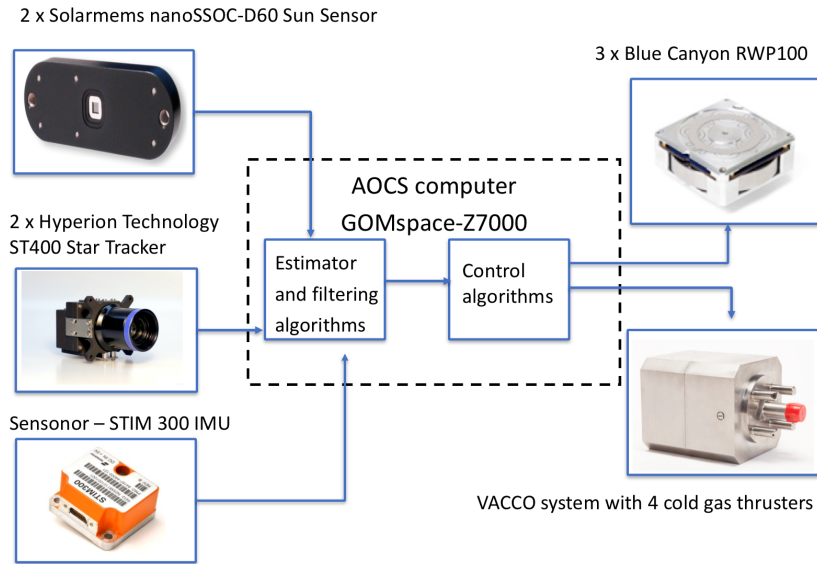 2 x Solarmems nanoSSOC-D60 Sun Sensor
3 x Blue Canyon RWP100
AOCS computer
GOMspace-Z7000
2 x Hyperion Technology
ST400 Star Tracker
Estimator
and filtering
algorithms
Control
algorithms
Sensonor – STIM 300 IMU
STIM300
VACCO system with 4 cold gas thrusters